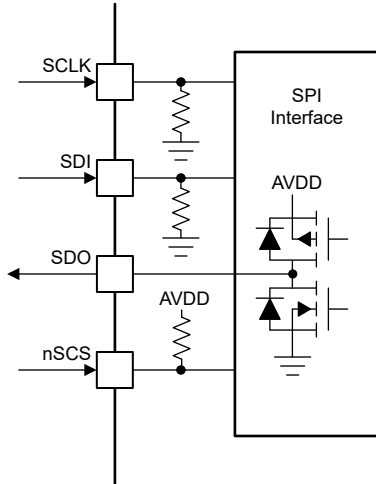 SCLK
SPI
Interface
SDI
AVDD
SDO
AVDD
nSCS